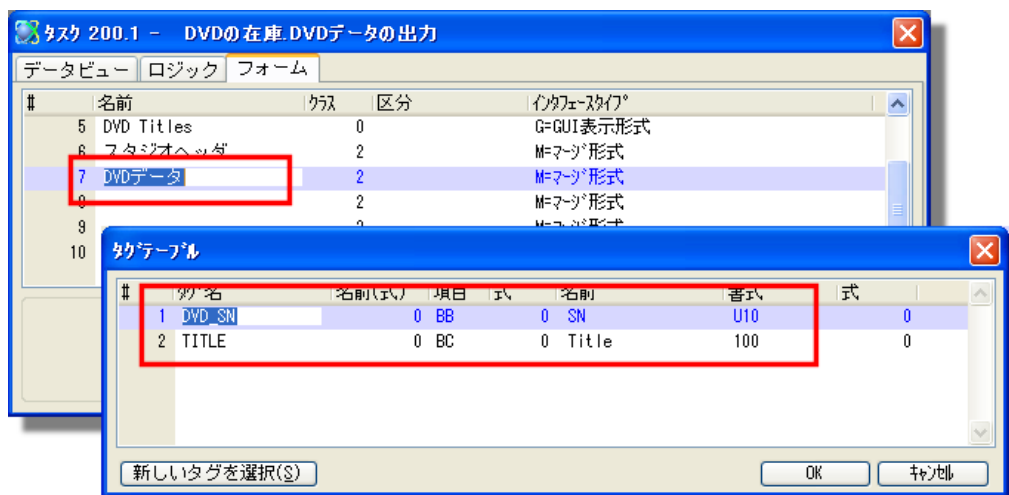 タスク 200.1 - DVDの在庫.DVDデータの出力
データビュー ロジック フォーム
# 名前 クラス 区分 インタフェースタイプ
5 DVD Titles 0 G=GUI表示形式
6 スタジオヘッダ 2 M=マージ形式
7 DVDデータ 2 M=マージ形式
8 2 M=マージ形式
9 2 M=マージ形式
10
タグテーブル
# タグ名 名前(式) 項目 式 名前 書式 式
1 DVD_SN 0 BB 0 SN U10 0
2 TITLE 0 BC 0 Title 100 0
新しいタグを選択(S) OK キャンセル